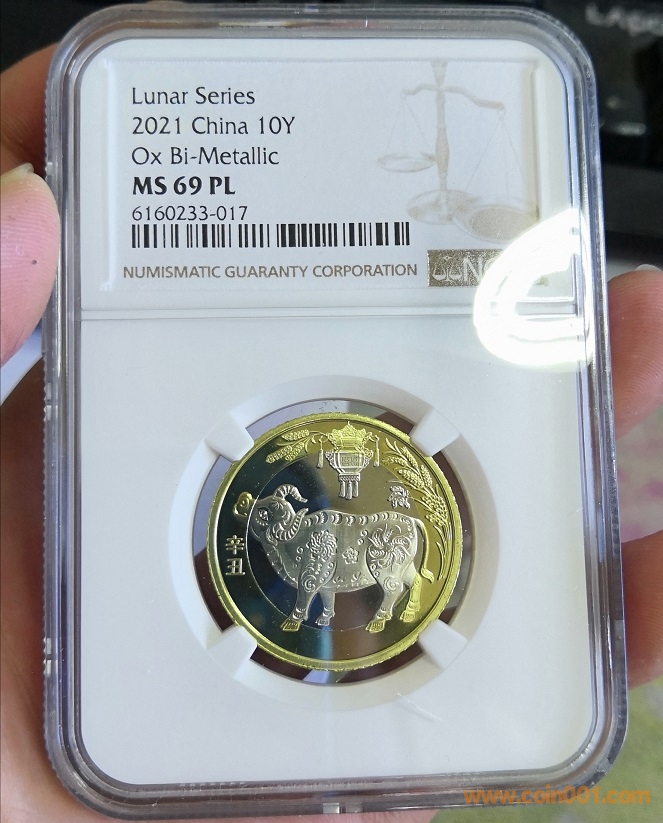 Lunar Series
2021 China 10Y
Ox Bi-Metallic
MS 69 PL
6160233-017
NUMISMATIC GUARANTY CORPORATION
辛
丑
www.coin001.com